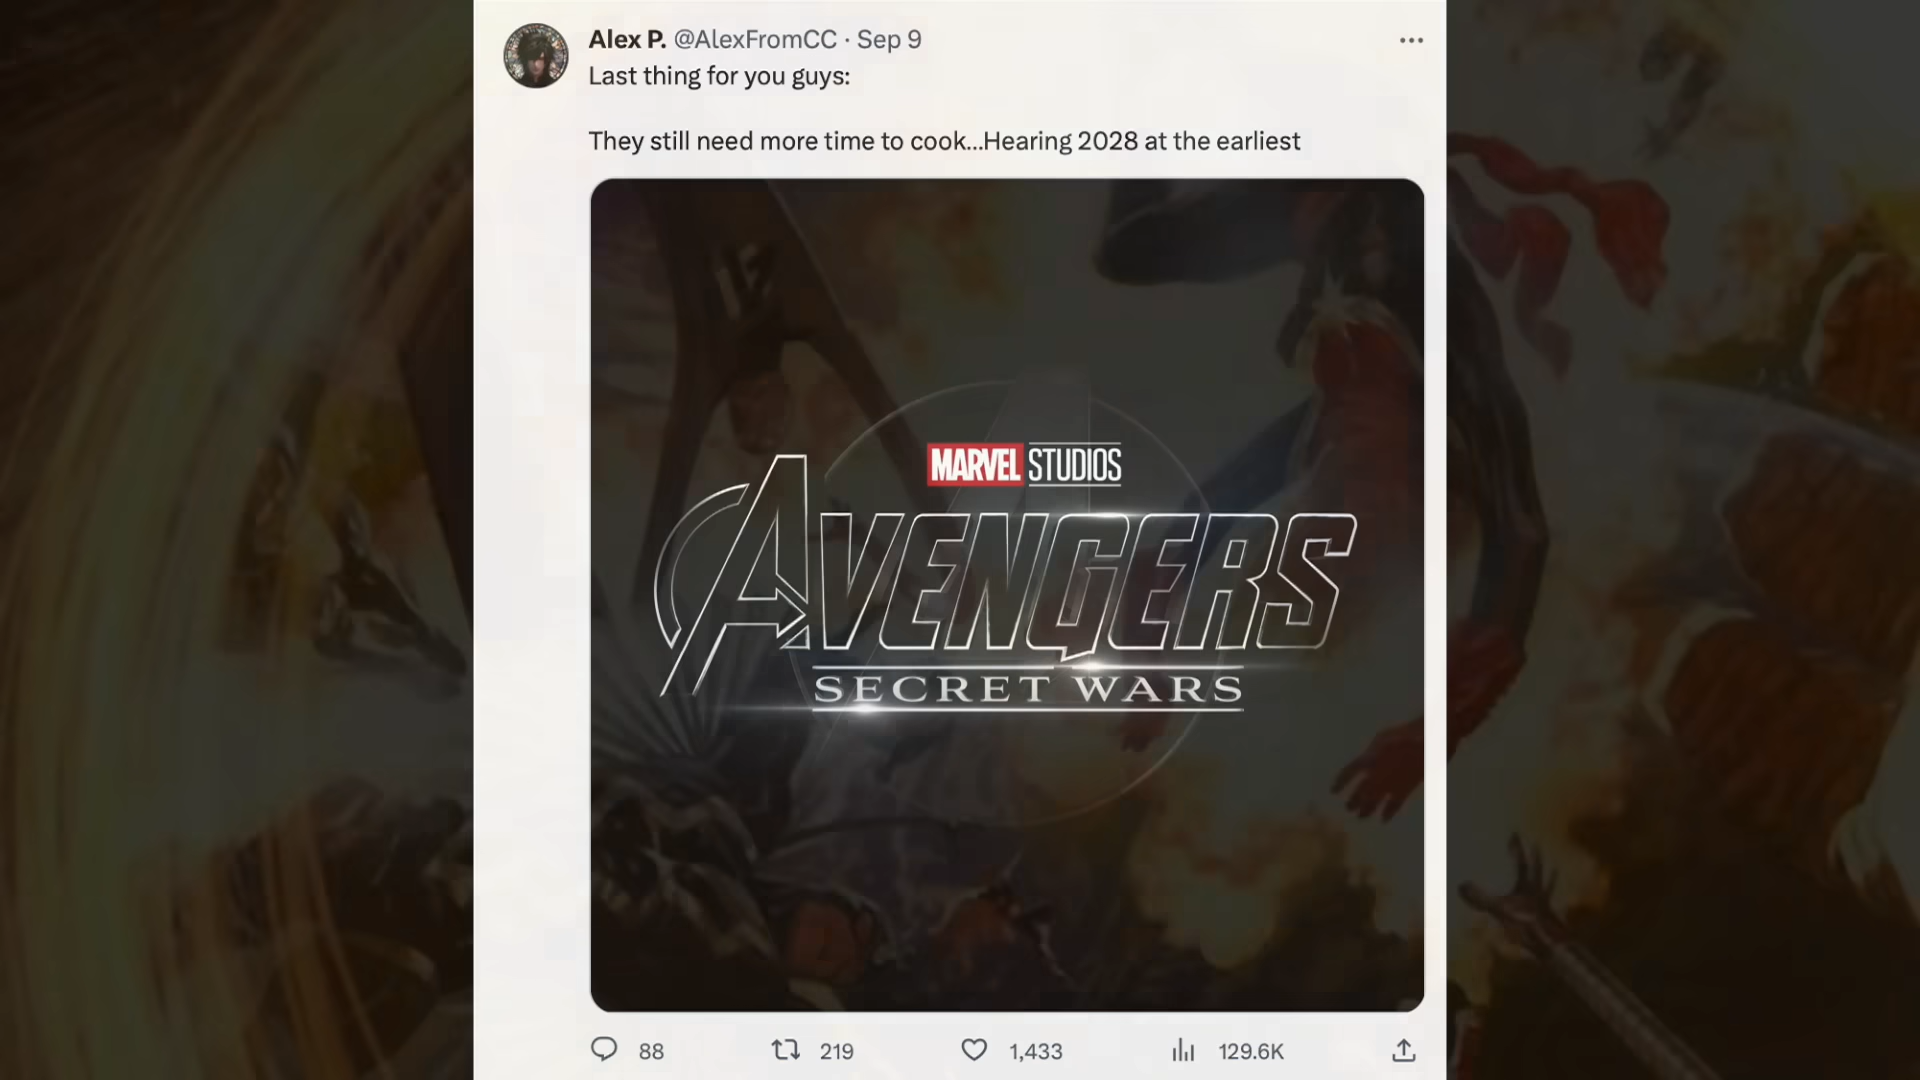 Alex P. @AlexFromCC · Sep 9
Last thing for you guys:
They still need more time to cook...Hearing 2028 at the earliest
MARVEL STUDIOS
AVENGERS
SECRET WARS
88 219 1,433 129.6K